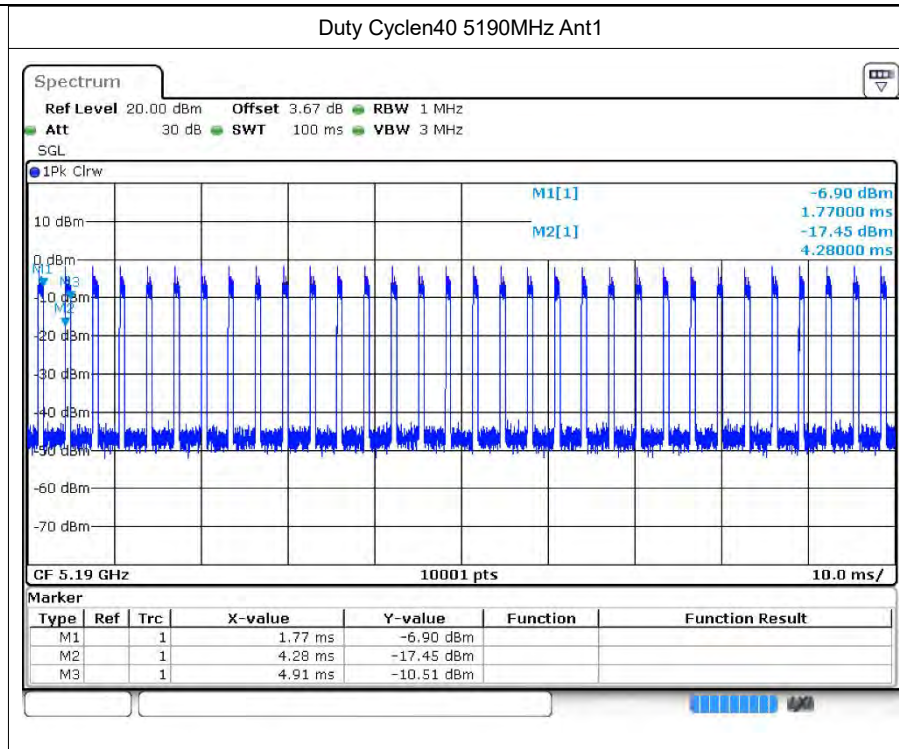 Duty Cyclen40 5190MHz Ant1
Spectrum
Ref Level 20.00 dBm Offset 3.67 dB RBW 1 MHz
Att 30 dB SWT 100 ms VBW 3 MHz
SGL
1Pk Clrw
M1[1] -6.90 dBm
1.77000 ms
10 dBm
M2[1] -17.45 dBm
4.28000 ms
0 dBm
M1
M3
-10 dBm
M2
-20 dBm
-30 dBm
-40 dBm
-50 dBm
-60 dBm
-70 dBm
CF 5.19 GHz 10001 pts 10.0 ms/
Marker
Type Ref Trc X-value Y-value Function Function Result
M1 1 1.77 ms -6.90 dBm
M2 1 4.28 ms -17.45 dBm
M3 1 4.91 ms -10.51 dBm